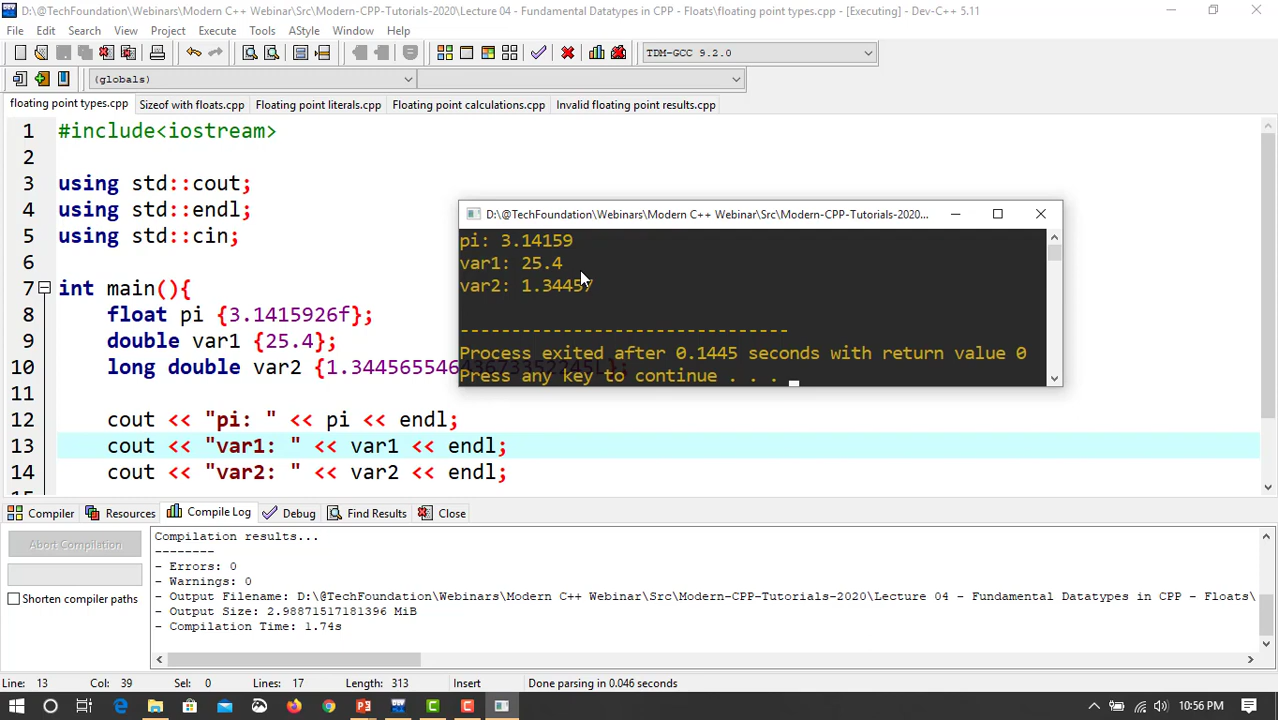 D:\@TechFoundation\Webinars\Modern C++ Webinar\Src\Modern-CPP-Tutorials-2020\Lecture 04 - Fundamental Datatypes in CPP - Floats\floating point types.cpp - [Executing] - Dev-C++ 5.11
File Edit Search View Project Execute Tools AStyle Window Help
TDM-GCC 9.2.0
(globals)
floating point types.cpp Sizeof with floats.cpp Floating point literals.cpp Floating point calculations.cpp Invalid floating point results.cpp
1 #include<iostream>
2
3 using std::cout;
4 using std::endl;
5 using std::cin;
6
7 int main(){
8 float pi {3.1415926f};
9 double var1 {25.4};
10 long double var2 {1.344565546
11
12 cout << "pi: " << pi << endl;
13 cout << "var1: " << var1 << endl;
14 cout << "var2: " << var2 << endl;
D:\@TechFoundation\Webinars\Modern C++ Webinar\Src\Modern-CPP-Tutorials-2020...
pi: 3.14159
var1: 25.4
var2: 1.34457
--------------------------------
Process exited after 0.1445 seconds with return value 0
Press any key to continue . . .
Compiler Resources Compile Log Debug Find Results Close
Abort Compilation
Shorten compiler paths
Compilation results...
--------
- Errors: 0
- Warnings: 0
- Output Filename: D:\@TechFoundation\Webinars\Modern C++ Webinar\Src\Modern-CPP-Tutorials-2020\Lecture 04 - Fundamental Datatypes in CPP - Floats\
- Output Size: 2.98871517181396 MiB
- Compilation Time: 1.74s
Line: 13 Col: 39 Sel: 0 Lines: 17 Length: 313 Insert Done parsing in 0.046 seconds
10:56 PM